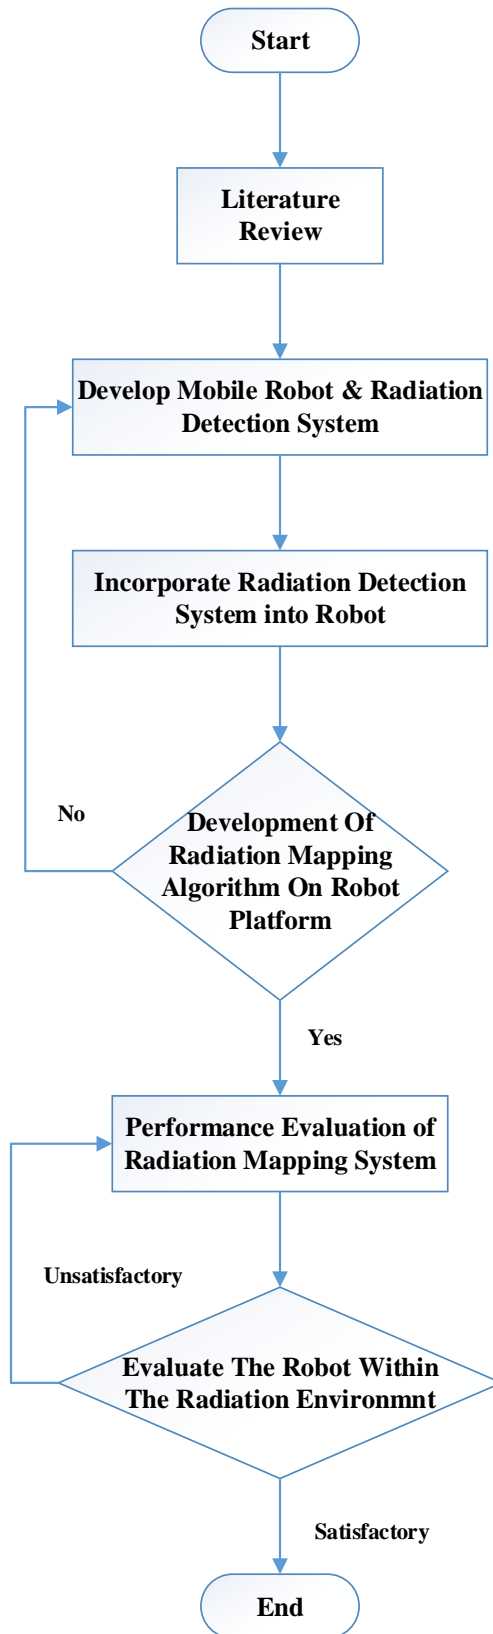 Start
Literature
Review
Develop Mobile Robot & Radiation
Detection System
Incorporate Radiation Detection
System into Robot
No
Development Of
Radiation Mapping
Algorithm On Robot
Platform
Yes
Performance Evaluation of
Radiation Mapping System
Unsatisfactory
Evaluate The Robot Within
The Radiation Environmnt
Satisfactory
End